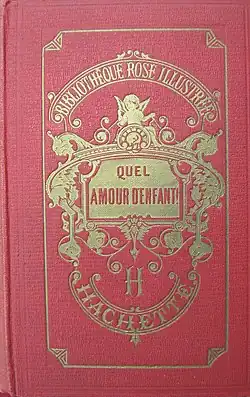 BIBLIOTHÈQUE ROSE ILLUSTRÉE
QUEL
AMOUR D'ENFANT!
H
HACHETTE